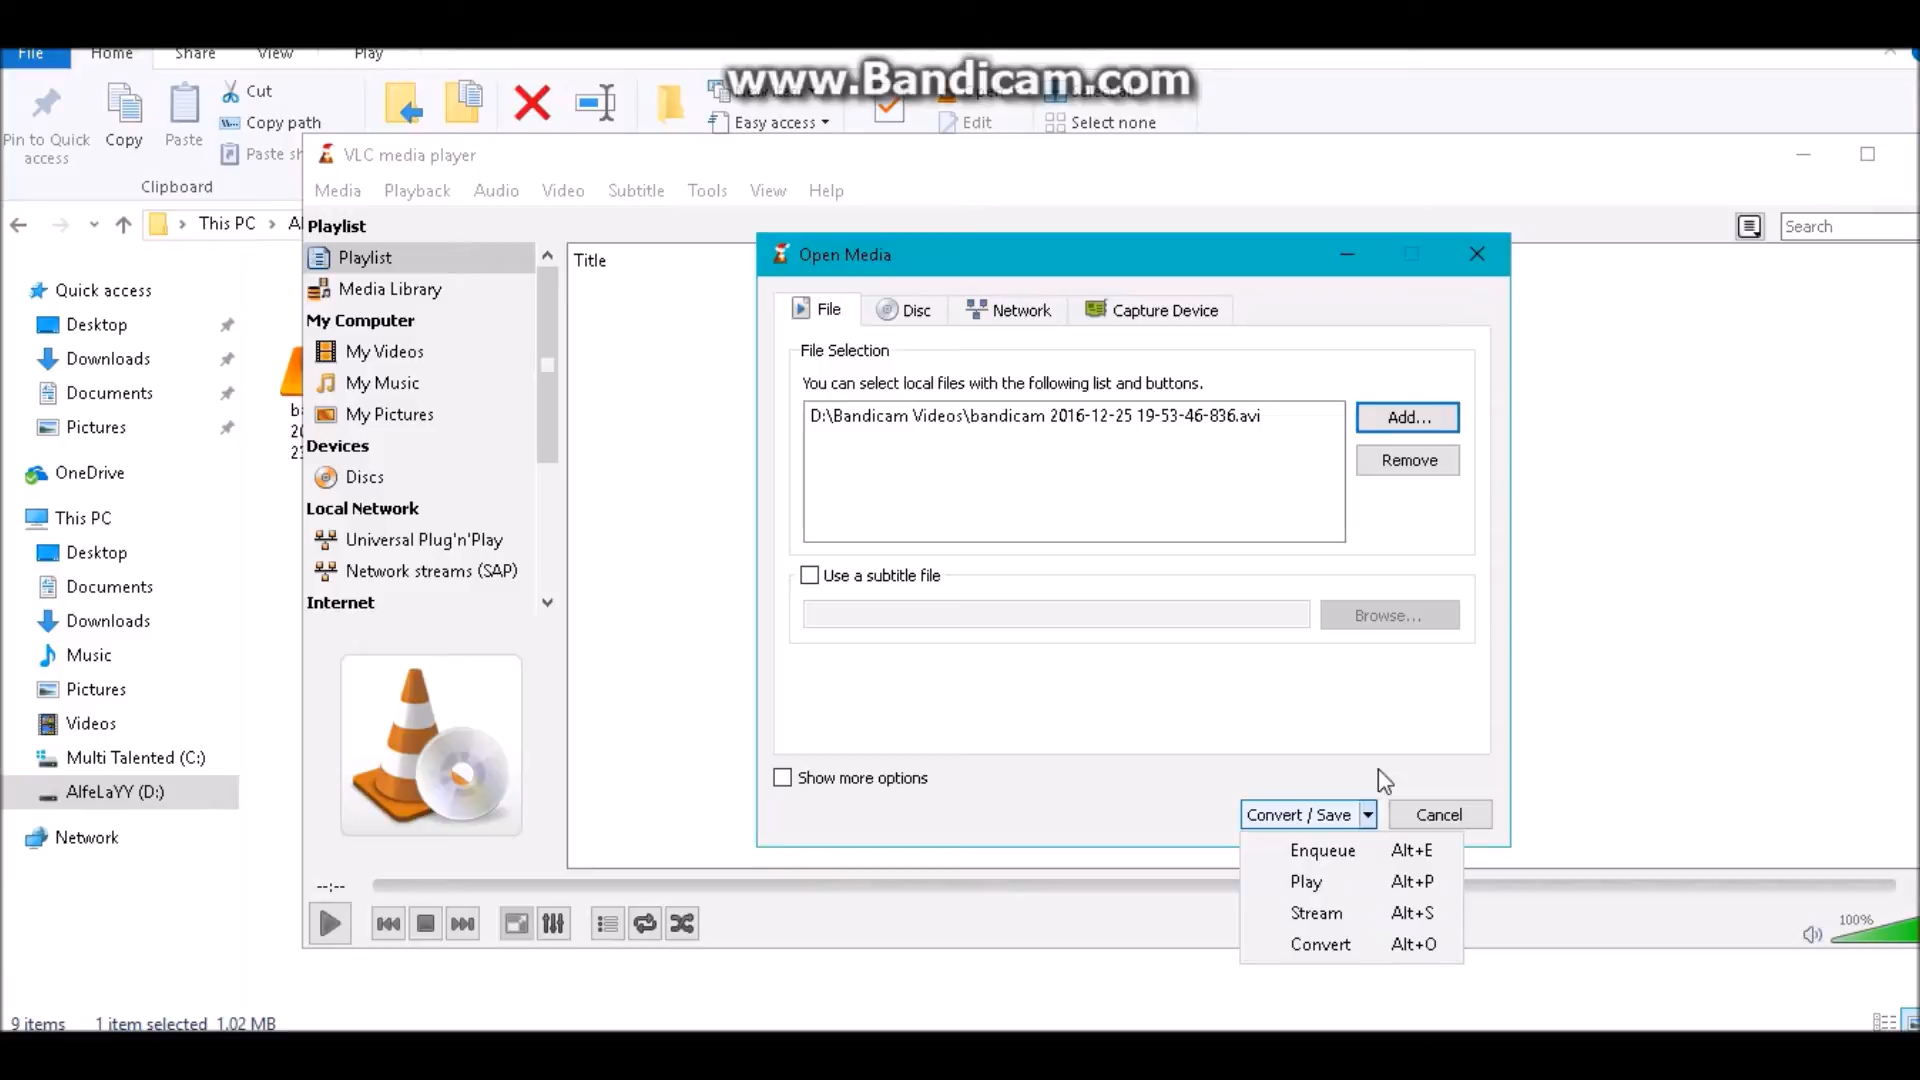 www.Bandicam.com
File Home Share View Play
Cut
Copy path
Easy access
Edit
Select none
Pin to Quick access
Copy
Paste
Clipboard
VLC media player
Media Playback Audio Video Subtitle Tools View Help
This PC
Search
Quick access
Desktop
Downloads
Documents
Pictures
OneDrive
This PC
Desktop
Documents
Downloads
Music
Pictures
Videos
Multi Talented (C:)
AlfeLaYY (D:)
Network
Playlist
Playlist
Media Library
My Computer
My Videos
My Music
My Pictures
Devices
Discs
Local Network
Universal Plug'n'Play
Network streams (SAP)
Internet
Title
Open Media
File Disc Network Capture Device
File Selection
You can select local files with the following list and buttons.
D:\Bandicam Videos\bandicam 2016-12-25 19-53-46-836.avi
Add...
Remove
Use a subtitle file
Browse...
Show more options
Convert / Save
Cancel
Enqueue Alt+E
Play Alt+P
Stream Alt+S
Convert Alt+O
--:--
100%
9 items 1 item selected 1.02 MB